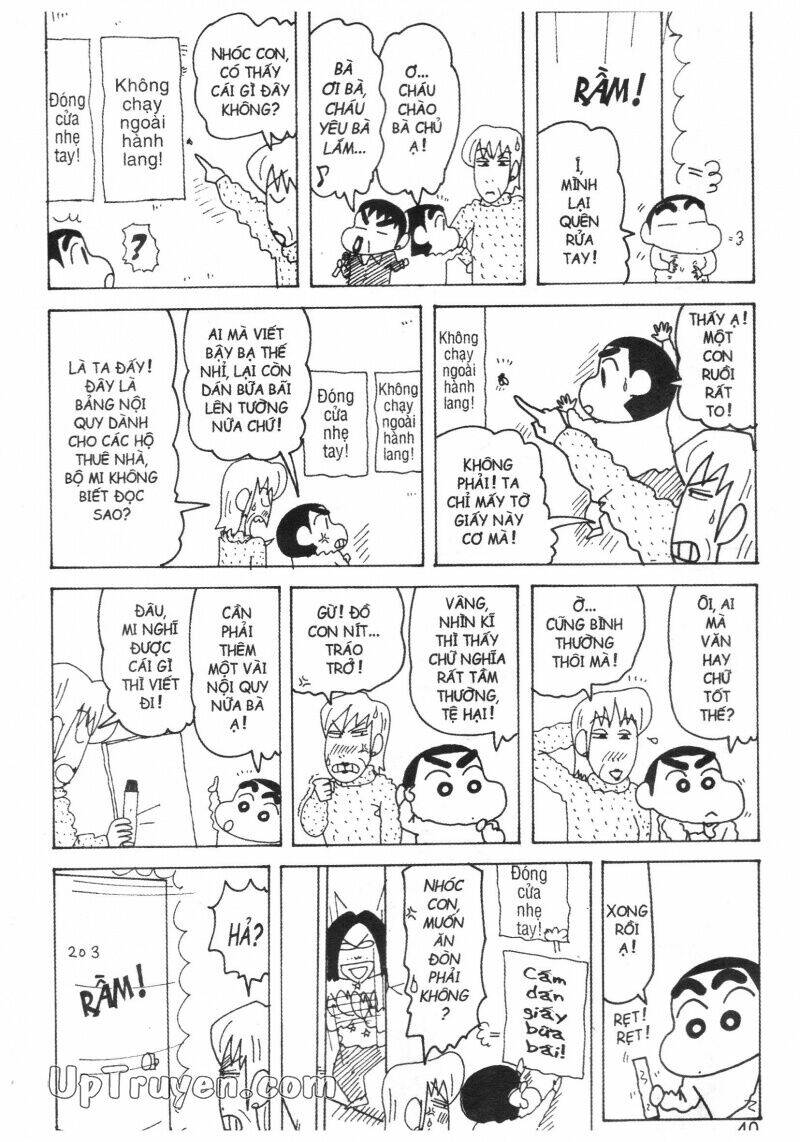 RẦM!
Í,
MÌNH
LẠI
QUÊN
RỬA
TAY!
Ơ...
CHÁU
CHÀO
BÀ CHỦ
Ạ!
BÀ
ƠI BÀ,
CHÁU
YÊU BÀ
LẮM...
NHÓC CON,
CÓ THẤY
CÁI GÌ ĐÂY
KHÔNG?
Không
chạy
ngoài
hành
lang!
Đóng
cửa
nhẹ
tay!
?
THẤY Ạ!
MỘT
CON
RUỒI
RẤT
TO!
Không
chạy
ngoài
hành
lang!
KHÔNG
PHẢI! TA
CHỈ MẤY TỜ
GIẤY NÀY
CƠ MÀ!
AI MÀ VIẾT
BẬY BẠ THẾ
NHỈ, LẠI CÒN
DÁN BỪA BÃI
LÊN TƯỜNG
NỮA CHỨ!
Không
chạy
ngoài
hành
lang!
Đóng
cửa
nhẹ
tay!
LÀ TA ĐẤY!
ĐÂY LÀ
BẢNG NỘI
QUY DÀNH
CHO CÁC HỘ
THUÊ NHÀ,
BỘ MI KHÔNG
BIẾT ĐỌC
SAO?
ÔI, AI
MÀ
VĂN
HAY
CHỮ
TỐT
THẾ?
Ờ...
CŨNG BÌNH
THƯỜNG
THÔI MÀ!
VÂNG,
NHÌN KĨ
THÌ THẤY
CHỮ NGHĨA
RẤT TẦM
THƯỜNG,
TỆ HẠI!
GỪ! ĐỒ
CON NÍT...
TRÁO
TRỞ!
CẦN
PHẢI
THÊM
MỘT VÀI
NỘI QUY
NỮA BÀ
Ạ!
ĐÂU,
MI NGHĨ
ĐƯỢC
CÁI GÌ
THÌ VIẾT
ĐI!
XONG
RỒI
Ạ!
RẸT!
RẸT!
Đóng
cửa
nhẹ
tay!
Cấm
dán
giấy
bừa
bãi!
NHÓC
CON,
MUỐN
ĂN
ĐÒN
PHẢI
KHÔNG
?
HẢ?
203
RẦM!
UpTruyen.com